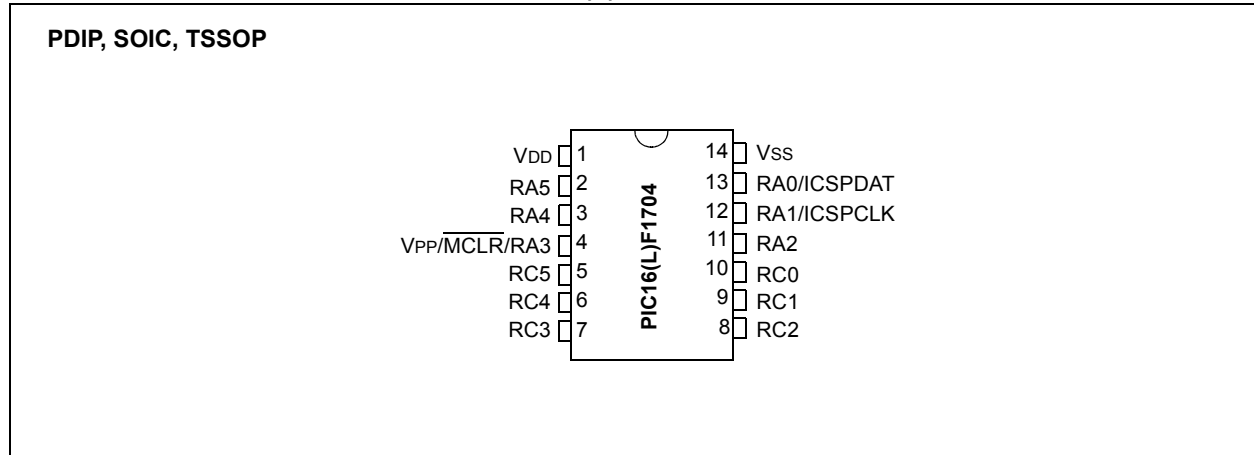 PDIP, SOIC, TSSOP
VDD 1 14 VSS
RA5 2 13 RA0/ICSPDAT
RA4 3 12 RA1/ICSPCLK
VPP/MCLR/RA3 4 11 RA2
RC5 5 10 RC0
RC4 6 9 RC1
RC3 7 8 RC2
PIC16(L)F1704